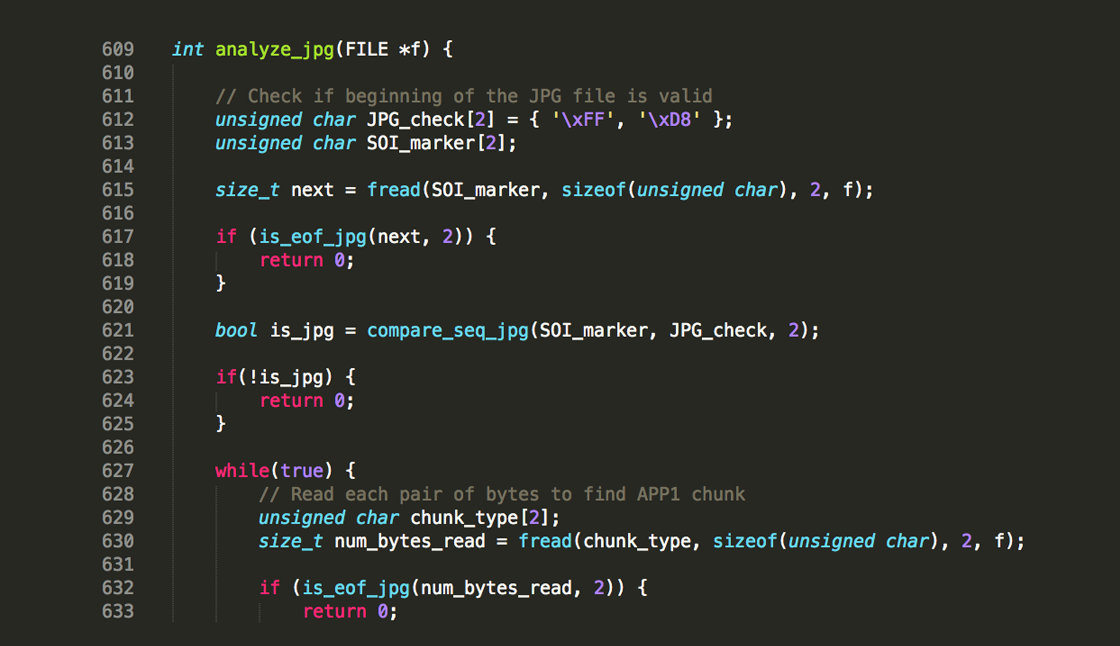 609 int analyze_jpg(FILE *f) {
610
611 // Check if beginning of the JPG file is valid
612 unsigned char JPG_check[2] = { '\xFF', '\xD8' };
613 unsigned char SOI_marker[2];
614
615 size_t next = fread(SOI_marker, sizeof(unsigned char), 2, f);
616
617 if (is_eof_jpg(next, 2)) {
618 return 0;
619 }
620
621 bool is_jpg = compare_seq_jpg(SOI_marker, JPG_check, 2);
622
623 if(!is_jpg) {
624 return 0;
625 }
626
627 while(true) {
628 // Read each pair of bytes to find APP1 chunk
629 unsigned char chunk_type[2];
630 size_t num_bytes_read = fread(chunk_type, sizeof(unsigned char), 2, f);
631
632 if (is_eof_jpg(num_bytes_read, 2)) {
633 return 0;